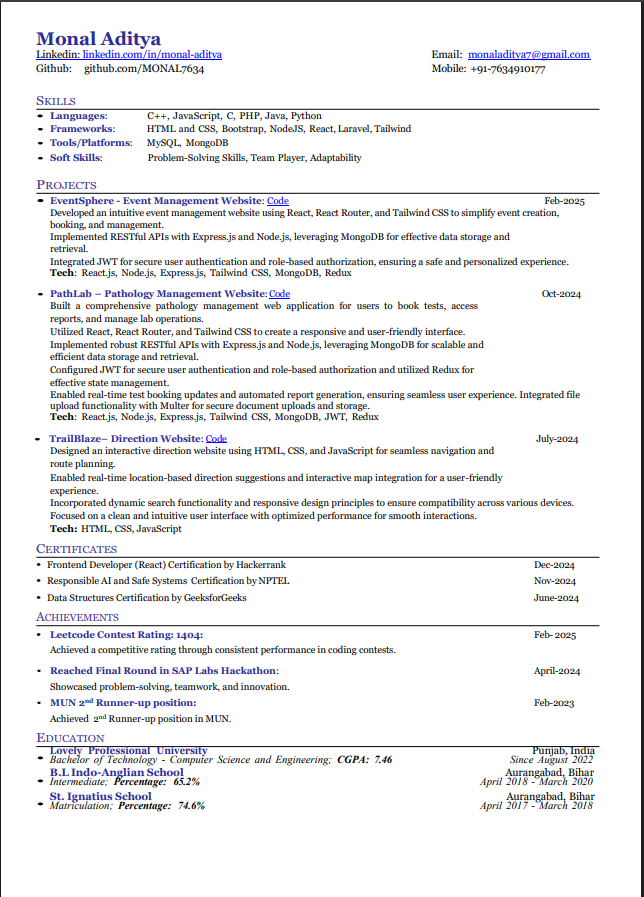 Monal Aditya
Linkedin: linkedin.com/in/monal-aditya Email: monaladitya7@gmail.com
Github: github.com/MONAL7634 Mobile: +91-7634910177
SKILLS
• Languages: C++, JavaScript, C, PHP, Java, Python
• Frameworks: HTML and CSS, Bootstrap, NodeJS, React, Laravel, Tailwind
• Tools/Platforms: MySQL, MongoDB
• Soft Skills: Problem-Solving Skills, Team Player, Adaptability
PROJECTS
• EventSphere - Event Management Website: Code Feb-2025
Developed an intuitive event management website using React, React Router, and Tailwind CSS to simplify event creation,
booking, and management.
Implemented RESTful APIs with Express.js and Node.js, leveraging MongoDB for effective data storage and
retrieval.
Integrated JWT for secure user authentication and role-based authorization, ensuring a safe and personalized experience.
Tech: React.js, Node.js, Express.js, Tailwind CSS, MongoDB, Redux
• PathLab – Pathology Management Website: Code Oct-2024
Built a comprehensive pathology management web application for users to book tests, access
reports, and manage lab operations.
Utilized React, React Router, and Tailwind CSS to create a responsive and user-friendly interface.
Implemented robust RESTful APIs with Express.js and Node.js, leveraging MongoDB for scalable and
efficient data storage and retrieval.
Configured JWT for secure user authentication and role-based authorization and utilized Redux for
effective state management.
Enabled real-time test booking updates and automated report generation, ensuring seamless user experience. Integrated file
upload functionality with Multer for secure document uploads and storage.
Tech: React.js, Node.js, Express.js, Tailwind CSS, MongoDB, JWT, Redux
• TrailBlaze– Direction Website: Code July-2024
Designed an interactive direction website using HTML, CSS, and JavaScript for seamless navigation and
route planning.
Enabled real-time location-based direction suggestions and interactive map integration for a user-friendly
experience.
Incorporated dynamic search functionality and responsive design principles to ensure compatibility across various devices.
Focused on a clean and intuitive user interface with optimized performance for smooth interactions.
Tech: HTML, CSS, JavaScript
CERTIFICATES
• Frontend Developer (React) Certification by Hackerrank Dec-2024
• Responsible AI and Safe Systems Certification by NPTEL Nov-2024
• Data Structures Certification by GeeksforGeeks June-2024
ACHIEVEMENTS
• Leetcode Contest Rating: 1404: Feb- 2025
Achieved a competitive rating through consistent performance in coding contests.
• Reached Final Round in SAP Labs Hackathon: April-2024
Showcased problem-solving, teamwork, and innovation.
• MUN 2nd Runner-up position: Feb-2023
Achieved 2nd Runner-up position in MUN.
EDUCATION
Lovely Professional University Punjab, India
• Bachelor of Technology - Computer Science and Engineering; CGPA: 7.46 Since August 2022
B.L Indo-Anglian School Aurangabad, Bihar
• Intermediate; Percentage: 65.2% April 2018 - March 2020
St. Ignatius School Aurangabad, Bihar
• Matriculation; Percentage: 74.6% April 2017 - March 2018